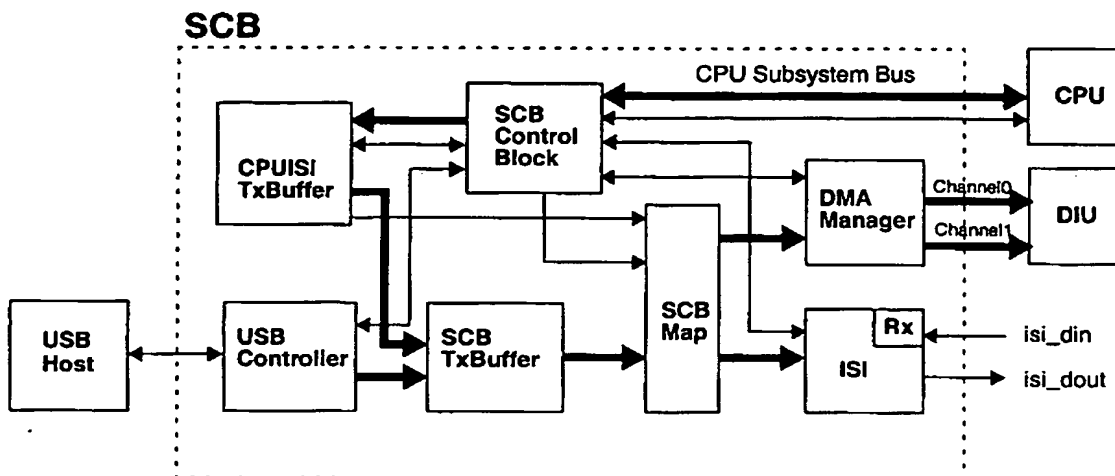 SCB
CPU Subsystem Bus
CPU
SCB
Control
Block
CPUISI
TxBuffer
DMA
Manager
Channel0
Channel1
DIU
USB
Host
USB
Controller
SCB
TxBuffer
SCB
Map
Rx
ISI
isi_din
isi_dout